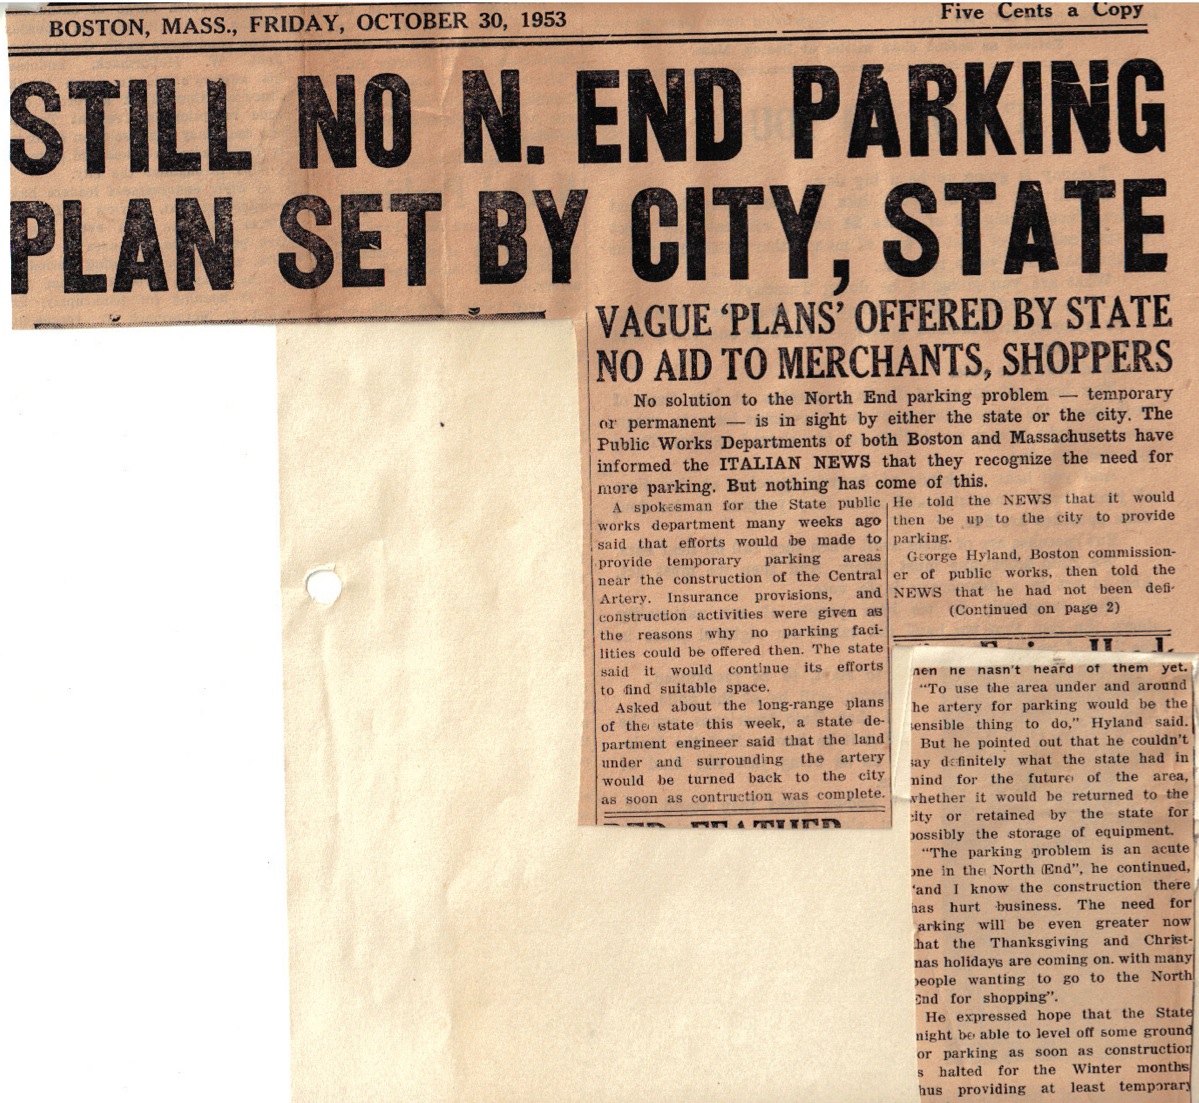 BOSTON, MASS., FRIDAY, OCTOBER 30, 1953
Five Cents a Copy
STILL NO N. END PARKING
PLAN SET BY CITY, STATE
VAGUE ‘PLANS’ OFFERED BY STATE
NO AID TO MERCHANTS, SHOPPERS
No solution to the North End parking problem — temporary
or permanent — is in sight by either the state or the city. The
Public Works Departments of both Boston and Massachusetts have
informed the ITALIAN NEWS that they recognize the need for
more parking. But nothing has come of this.
A spokesman for the State public
works department many weeks ago
said that efforts would be made to
provide temporary parking areas
near the construction of the Central
Artery. Insurance provisions, and
construction activities were given as
the reasons why no parking faci-
lities could be offered then. The state
said it would continue its efforts
to find suitable space.
Asked about the long-range plans
of the state this week, a state de-
partment engineer said that the land
under and surrounding the artery
would be turned back to the city
as soon as contruction was complete.
RED FEATHER
He told the NEWS that it would
then be up to the city to provide
parking.
George Hyland, Boston commission-
er of public works, then told the
NEWS that he had not been defi-
(Continued on page 2)
hen he hasn't heard of them yet.
"To use the area under and around
he artery for parking would be the
ensible thing to do," Hyland said.
But he pointed out that he couldn't
say definitely what the state had in
mind for the future of the area,
whether it would be returned to the
city or retained by the state for
possibly the storage of equipment.
"The parking problem is an acute
one in the North End", he continued,
"and I know the construction there
has hurt business. The need for
arking will be even greater now
that the Thanksgiving and Christ-
mas holidays are coming on. with many
people wanting to go to the North
End for shopping".
He expressed hope that the State
might be able to level off some ground
or parking as soon as construction
s halted for the Winter months
hus providing at least temporary